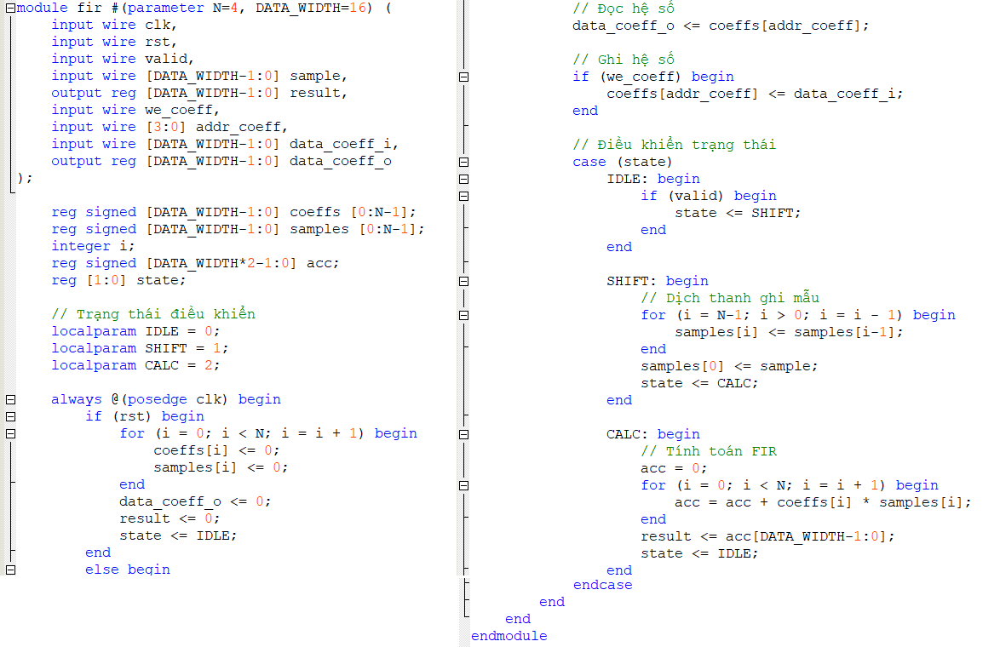 module fir #(parameter N=4, DATA_WIDTH=16) (
    input wire clk,
    input wire rst,
    input wire valid,
    input wire [DATA_WIDTH-1:0] sample,
    output reg [DATA_WIDTH-1:0] result,
    input wire we_coeff,
    input wire [3:0] addr_coeff,
    input wire [DATA_WIDTH-1:0] data_coeff_i,
    output reg [DATA_WIDTH-1:0] data_coeff_o
);
    reg signed [DATA_WIDTH-1:0] coeffs [0:N-1];
    reg signed [DATA_WIDTH-1:0] samples [0:N-1];
    integer i;
    reg signed [DATA_WIDTH*2-1:0] acc;
    reg [1:0] state;
    // Trạng thái điều khiển
    localparam IDLE = 0;
    localparam SHIFT = 1;
    localparam CALC = 2;
    always @(posedge clk) begin
        if (rst) begin
            for (i = 0; i < N; i = i + 1) begin
                coeffs[i] <= 0;
                samples[i] <= 0;
            end
            data_coeff_o <= 0;
            result <= 0;
            state <= IDLE;
        end
        else begin
            // Đọc hệ số
            data_coeff_o <= coeffs[addr_coeff];
            // Ghi hệ số
            if (we_coeff) begin
                coeffs[addr_coeff] <= data_coeff_i;
            end
            // Điều khiển trạng thái
            case (state)
                IDLE: begin
                    if (valid) begin
                        state <= SHIFT;
                    end
                end
                SHIFT: begin
                    // Dịch thanh ghi mẫu
                    for (i = N-1; i > 0; i = i - 1) begin
                        samples[i] <= samples[i-1];
                    end
                    samples[0] <= sample;
                    state <= CALC;
                end
                CALC: begin
                    // Tính toán FIR
                    acc = 0;
                    for (i = 0; i < N; i = i + 1) begin
                        acc = acc + coeffs[i] * samples[i];
                    end
                    result <= acc[DATA_WIDTH-1:0];
                    state <= IDLE;
                end
            endcase
        end
    end
endmodule